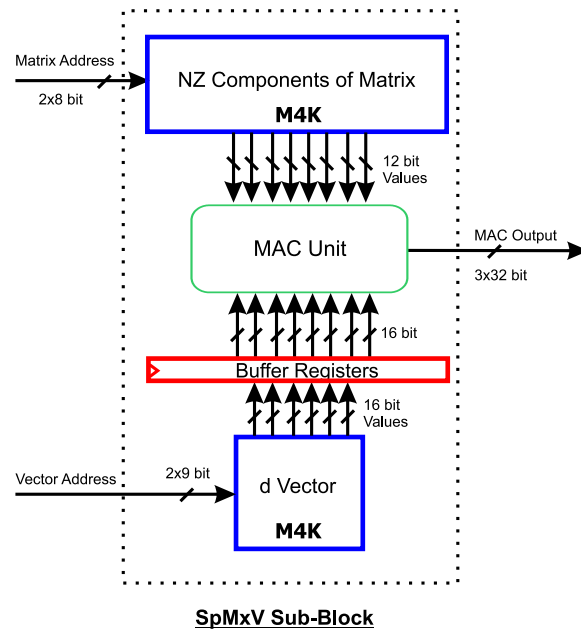 Matrix Address
2x8 bit
NZ Components of Matrix
M4K
12 bit
Values
MAC Unit
MAC Output
3x32 bit
16 bit
Buffer Registers
16 bit
Values
Vector Address
2x9 bit
d Vector
M4K
SpMxV Sub-Block